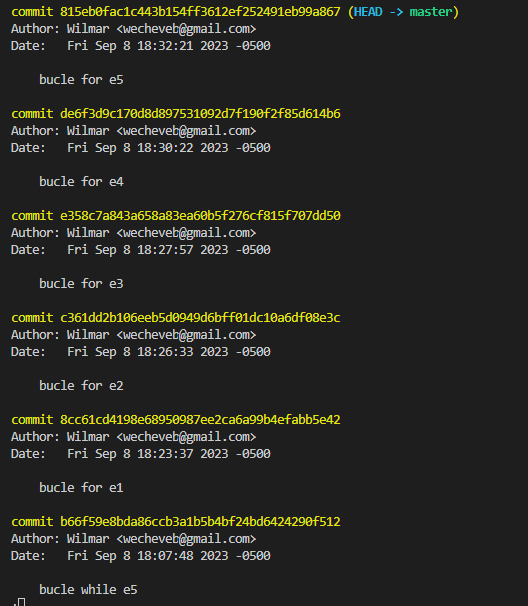 commit 815eb0fac1c443b154ff3612ef252491eb99a867 (HEAD -> master)
Author: Wilmar <wecheveb@gmail.com>
Date:   Fri Sep 8 18:32:21 2023 -0500
bucle for e5
commit de6f3d9c170d8d897531092d7f190f2f85d614b6
Author: Wilmar <wecheveb@gmail.com>
Date:   Fri Sep 8 18:30:22 2023 -0500
bucle for e4
commit e358c7a843a658a83ea60b5f276cf815f707dd50
Author: Wilmar <wecheveb@gmail.com>
Date:   Fri Sep 8 18:27:57 2023 -0500
bucle for e3
commit c361dd2b106eeb5d0949d6bff01dc10a6df08e3c
Author: Wilmar <wecheveb@gmail.com>
Date:   Fri Sep 8 18:26:33 2023 -0500
bucle for e2
commit 8cc61cd4198e68950987ee2ca6a99b4efabb5e42
Author: Wilmar <wecheveb@gmail.com>
Date:   Fri Sep 8 18:23:37 2023 -0500
bucle for e1
commit b66f59e8bda86ccb3a1b5b4bf24bd6424290f512
Author: Wilmar <wecheveb@gmail.com>
Date:   Fri Sep 8 18:07:48 2023 -0500
bucle while e5